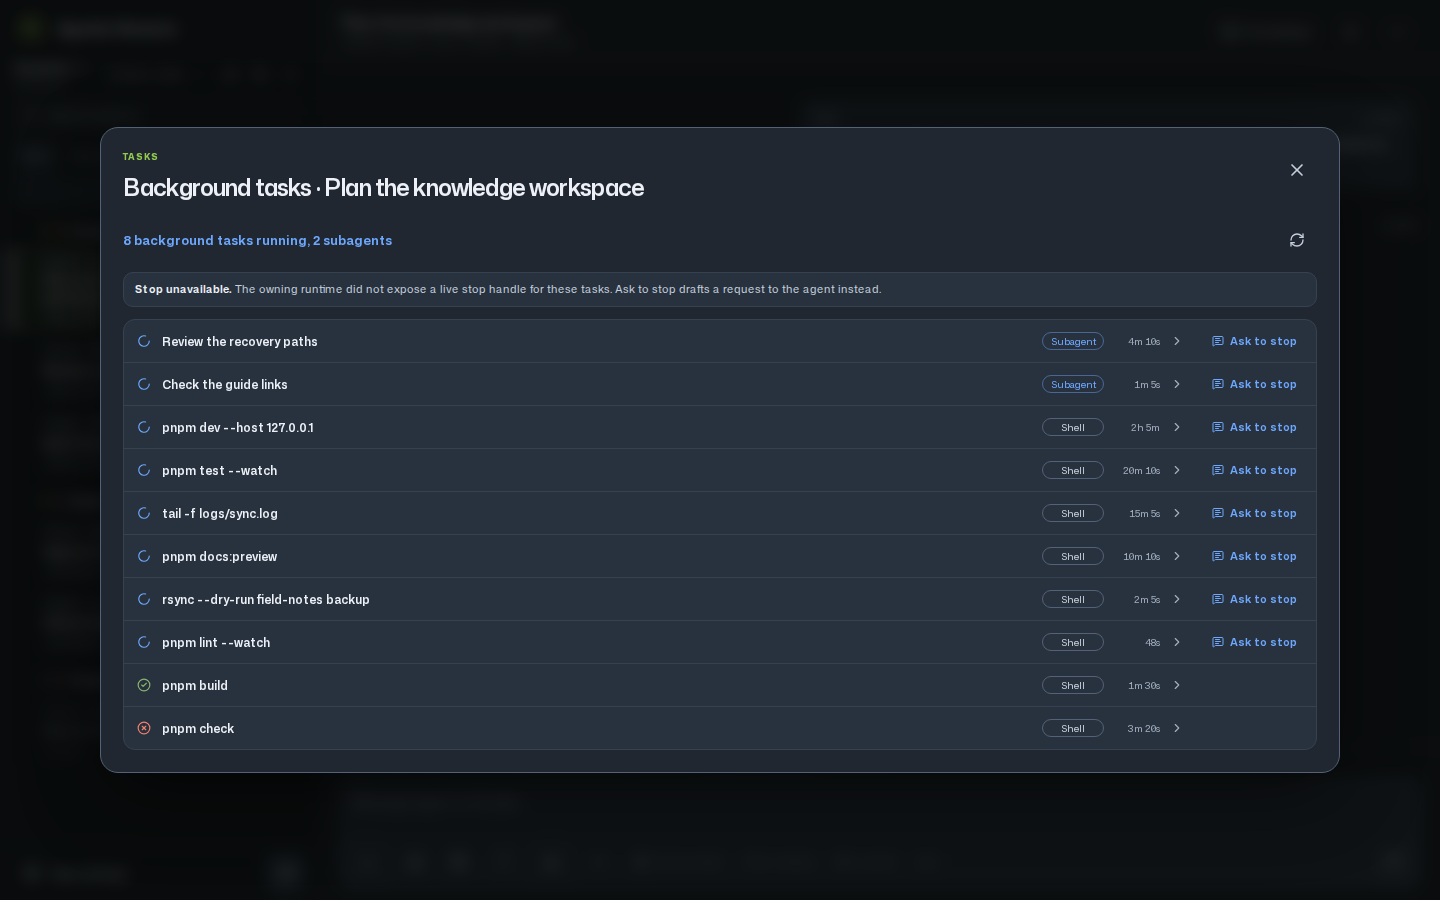 TASKS
Background tasks · Plan the knowledge workspace
8 background tasks running, 2 subagents
Stop unavailable. The owning runtime did not expose a live stop handle for these tasks. Ask to stop drafts a request to the agent instead.
Review the recovery paths Subagent 4m 10s Ask to stop
Check the guide links Subagent 1m 5s Ask to stop
pnpm dev --host 127.0.0.1 Shell 2h 5m Ask to stop
pnpm test --watch Shell 20m 10s Ask to stop
tail -f logs/sync.log Shell 15m 5s Ask to stop
pnpm docs:preview Shell 10m 10s Ask to stop
rsync --dry-run field-notes backup Shell 2m 5s Ask to stop
pnpm lint --watch Shell 48s Ask to stop
pnpm build Shell 1m 30s
pnpm check Shell 3m 20s